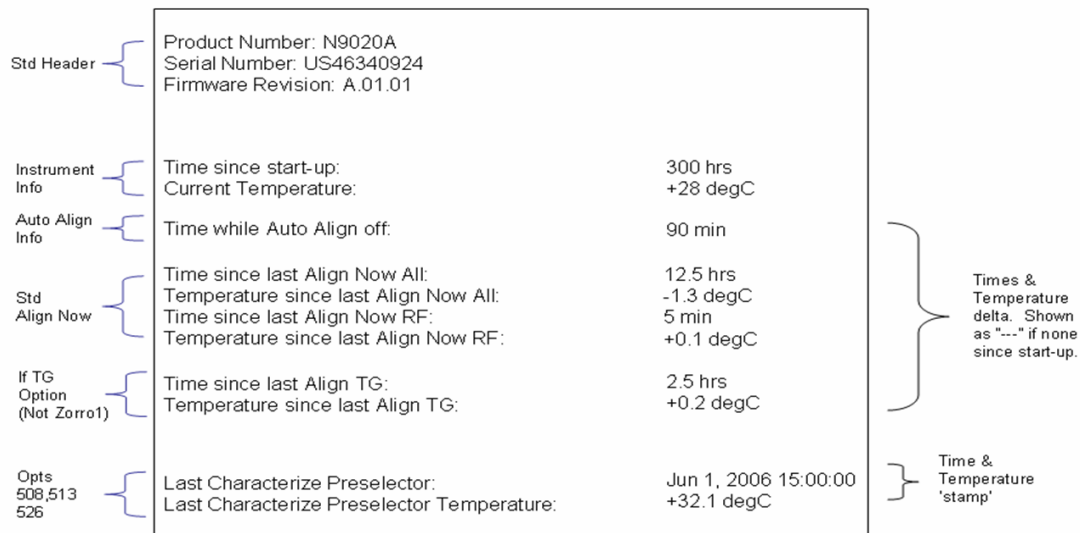 Std Header
Product Number: N9020A
Serial Number: US46340924
Firmware Revision: A.01.01
Instrument
Info
Time since start-up: 300 hrs
Current Temperature: +28 degC
Auto Align
Info
Time while Auto Align off: 90 min
Std
Align Now
Time since last Align Now All: 12.5 hrs
Temperature since last Align Now All: -1.3 degC
Time since last Align Now RF: 5 min
Temperature since last Align Now RF: +0.1 degC
If TG
Option
(Not Zorro1)
Time since last Align TG: 2.5 hrs
Temperature since last Align TG: +0.2 degC
Times &
Temperature
delta. Shown
as "---" if none
since start-up.
Opts
508,513
526
Last Characterize Preselector: Jun 1, 2006 15:00:00
Last Characterize Preselector Temperature: +32.1 degC
Time &
Temperature
'stamp'